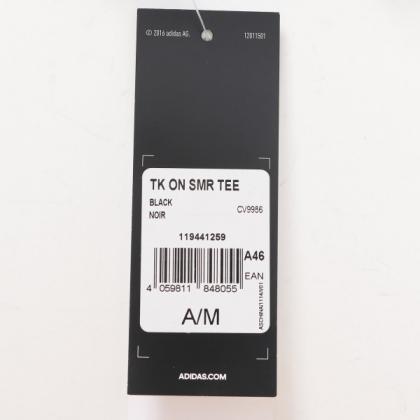 © 2016 adidas AG. 12011501
TK ON SMR TEE
BLACK
NOIR CV9986
119441259
A46
EAN
4 059811 848055
A/M
ADIDAS.COM